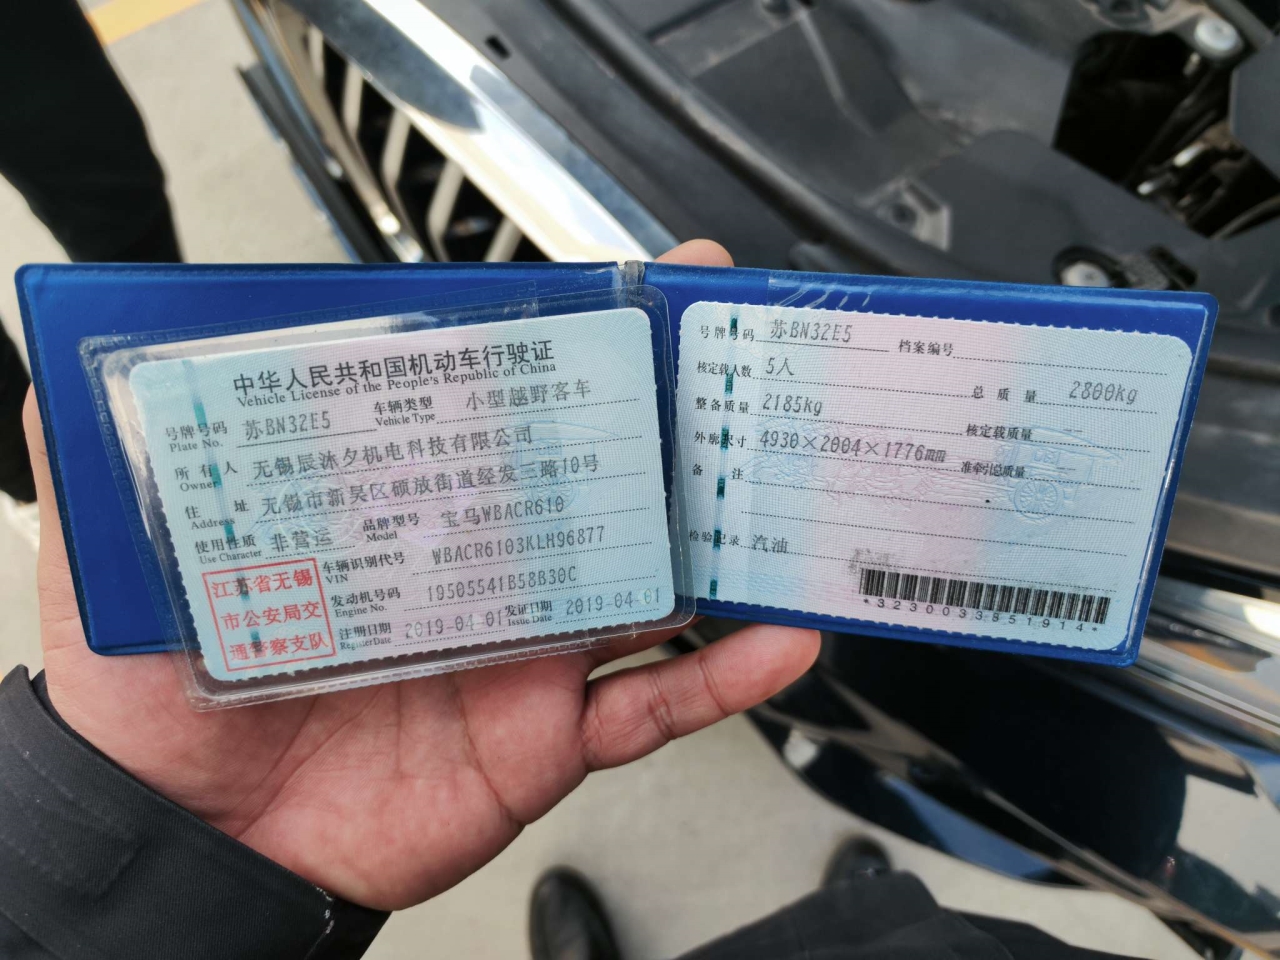 中华人民共和国机动车行驶证
Vehicle License of the People's Republic of China
号牌号码 苏BN32E5 车辆类型 小型越野客车
Plate No. Vehicle Type
所有人 无锡辰沐夕机电科技有限公司
Owner
住址 无锡市新吴区硕放街道经发三路10号
Address
使用性质 非营运 品牌型号 宝马WBACR610
Use Character Model
江苏省无锡
市公安局交
通警察支队
车辆识别代号 WBACR6103KLH96877
VIN
发动机号码 19505541B58B30C
Engine No.
注册日期 2019-04-01 发证日期 2019-04-01
Register Date Issue Date
号牌号码 苏BN32E5 档案编号
核定载人数 5人 总质量 2800kg
整备质量 2185kg 核定载质量 --
外廓尺寸 4930×2004×1776mm 准牵引总质量 --
备注
检验记录 汽油
*3230033851914*